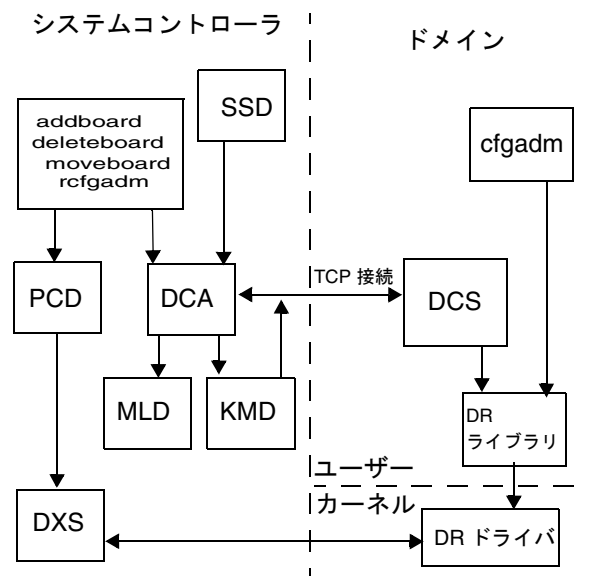 システムコントローラ
ドメイン
addboard
deleteboard
moveboard
rcfgadm
SSD
cfgadm
PCD
DCA
TCP 接続
DCS
MLD
KMD
DR
ライブラリ
ユーザー
カーネル
DXS
DR ドライバ